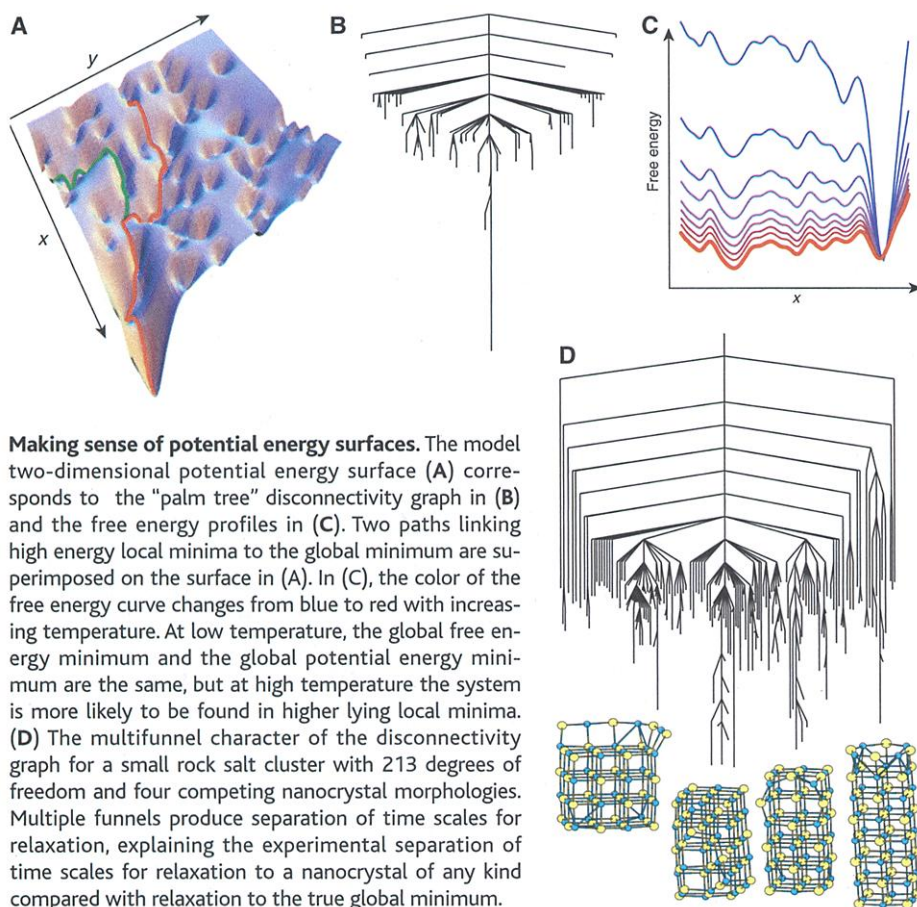 A
y
x
B
C
Free energy
x
D
Making sense of potential energy surfaces. The model
two-dimensional potential energy surface (A) corre-
sponds to the "palm tree" disconnectivity graph in (B)
and the free energy profiles in (C). Two paths linking
high energy local minima to the global minimum are su-
perimposed on the surface in (A). In (C), the color of the
free energy curve changes from blue to red with increas-
ing temperature. At low temperature, the global free en-
ergy minimum and the global potential energy mini-
mum are the same, but at high temperature the system
is more likely to be found in higher lying local minima.
(D) The multifunnel character of the disconnectivity
graph for a small rock salt cluster with 213 degrees of
freedom and four competing nanocrystal morphologies.
Multiple funnels produce separation of time scales for
relaxation, explaining the experimental separation of
time scales for relaxation to a nanocrystal of any kind
compared with relaxation to the true global minimum.